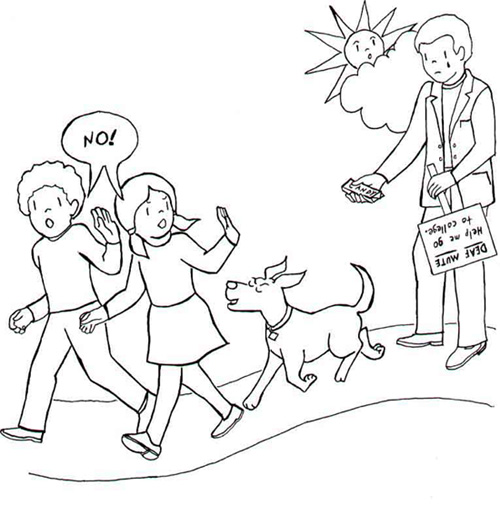 NO!
CANDY
DEAF MUTE
Help me go
to college.